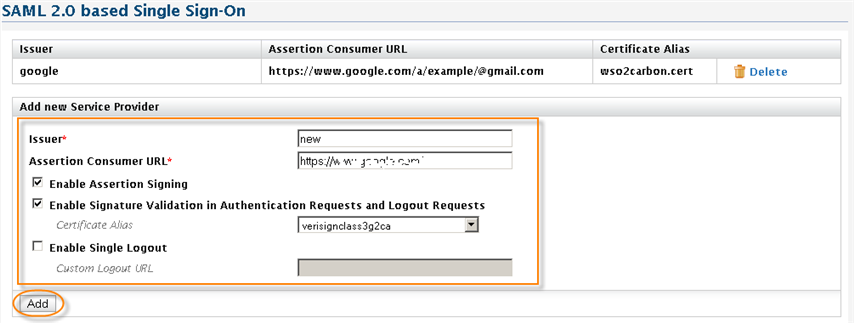 SAML 2.0 based Single Sign-On
Issuer Assertion Consumer URL Certificate Alias
google https://www.google.com/a/example/@gmail.com wso2carbon.cert Delete
Add new Service Provider
Issuer* new
Assertion Consumer URL* https://www.google.com/
Enable Assertion Signing
Enable Signature Validation in Authentication Requests and Logout Requests
Certificate Alias verisignclass3g2ca
Enable Single Logout
Custom Logout URL
Add